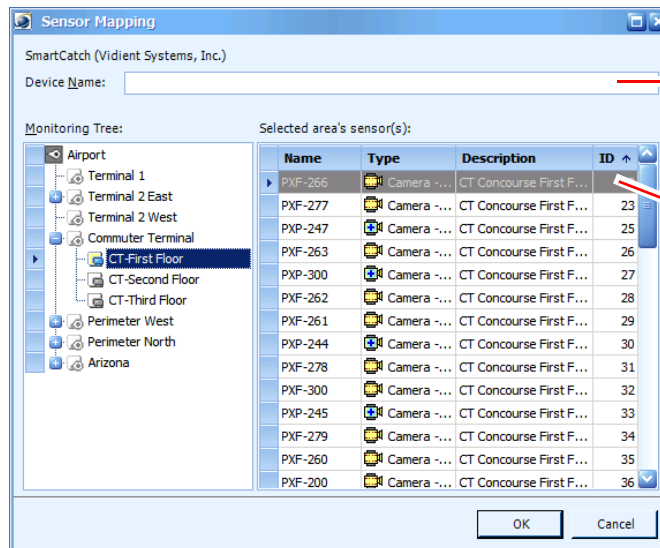 Sensor Mapping
SmartCatch (Vidient Systems, Inc.)
Device Name:
Monitoring Tree:
Airport
Terminal 1
Terminal 2 East
Terminal 2 West
Commuter Terminal
CT-First Floor
CT-Second Floor
CT-Third Floor
Perimeter West
Perimeter North
Arizona
Selected area's sensor(s):
Name Type Description ID
PXF-266 Camera -... CT Concourse First F...
PXF-277 Camera -... CT Concourse First F... 23
PXP-247 Camera -... CT Concourse First F... 25
PXF-263 Camera -... CT Concourse First F... 26
PXP-300 Camera -... CT Concourse First F... 27
PXF-262 Camera -... CT Concourse First F... 28
PXF-261 Camera -... CT Concourse First F... 29
PXP-244 Camera -... CT Concourse First F... 30
PXF-278 Camera -... CT Concourse First F... 31
PXF-300 Camera -... CT Concourse First F... 32
PXP-245 Camera -... CT Concourse First F... 33
PXF-279 Camera -... CT Concourse First F... 34
PXF-260 Camera -... CT Concourse First F... 35
PXF-200 Camera -... CT Concourse First F... 36
OK Cancel